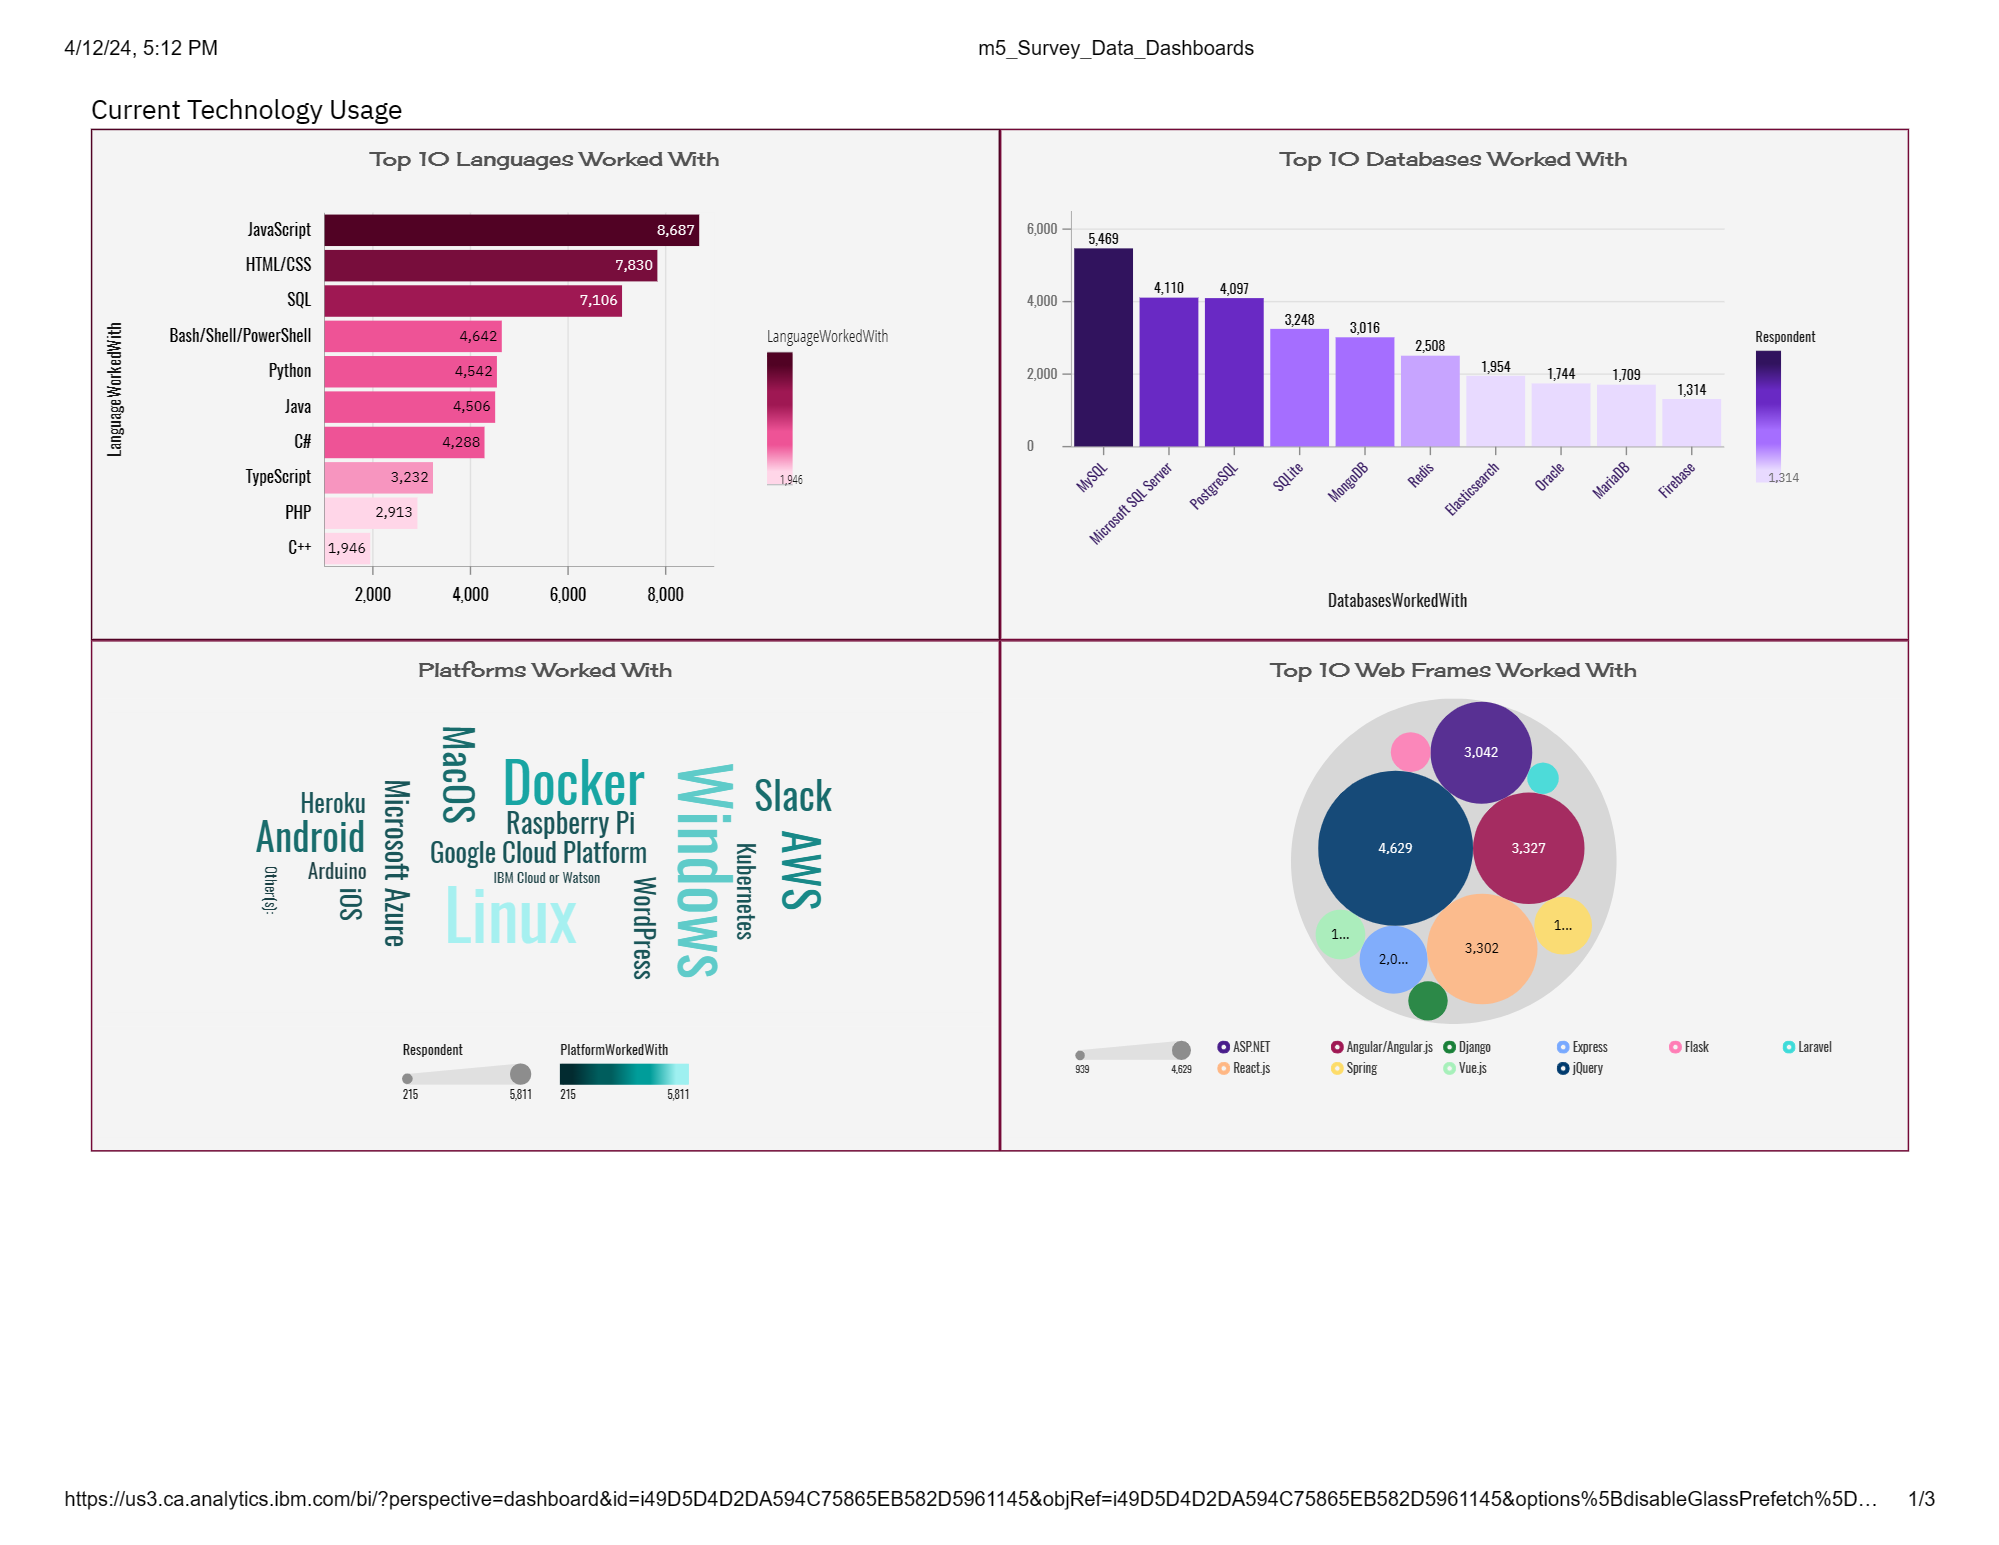 4/12/24, 5:12 PM
m5_Survey_Data_Dashboards
Current Technology Usage
Top 10 Languages Worked With
LanguageWorkedWith
JavaScript 8,687
HTML/CSS 7,830
SQL 7,106
Bash/Shell/PowerShell 4,642
Python 4,542
Java 4,506
C# 4,288
TypeScript 3,232
PHP 2,913
C++ 1,946
2,000 4,000 6,000 8,000
LanguageWorkedWith
1,946
Top 10 Databases Worked With
6,000
4,000
2,000
0
5,469 4,110 4,097 3,248 3,016 2,508 1,954 1,744 1,709 1,314
MySQL
Microsoft SQL Server
PostgreSQL
SQLite
MongoDB
Redis
Elasticsearch
Oracle
MariaDB
Firebase
DatabasesWorkedWith
Respondent
1,314
Platforms Worked With
Heroku
Android
Arduino
Other(s):
iOS
Microsoft Azure
MacOS
Docker
Raspberry Pi
Google Cloud Platform
IBM Cloud or Watson
Linux
WordPress
Windows
Kubernetes
Slack
AWS
Respondent
215 5,811
PlatformWorkedWith
215 5,811
Top 10 Web Frames Worked With
3,042
4,629
3,327
1...
1...
2,0...
3,302
939 4,629
ASP.NET Angular/Angular.js Django Express Flask Laravel
React.js Spring Vue.js jQuery
https://us3.ca.analytics.ibm.com/bi/?perspective=dashboard&id=i49D5D4D2DA594C75865EB582D5961145&objRef=i49D5D4D2DA594C75865EB582D5961145&options%5BdisableGlassPrefetch%5D… 1/3